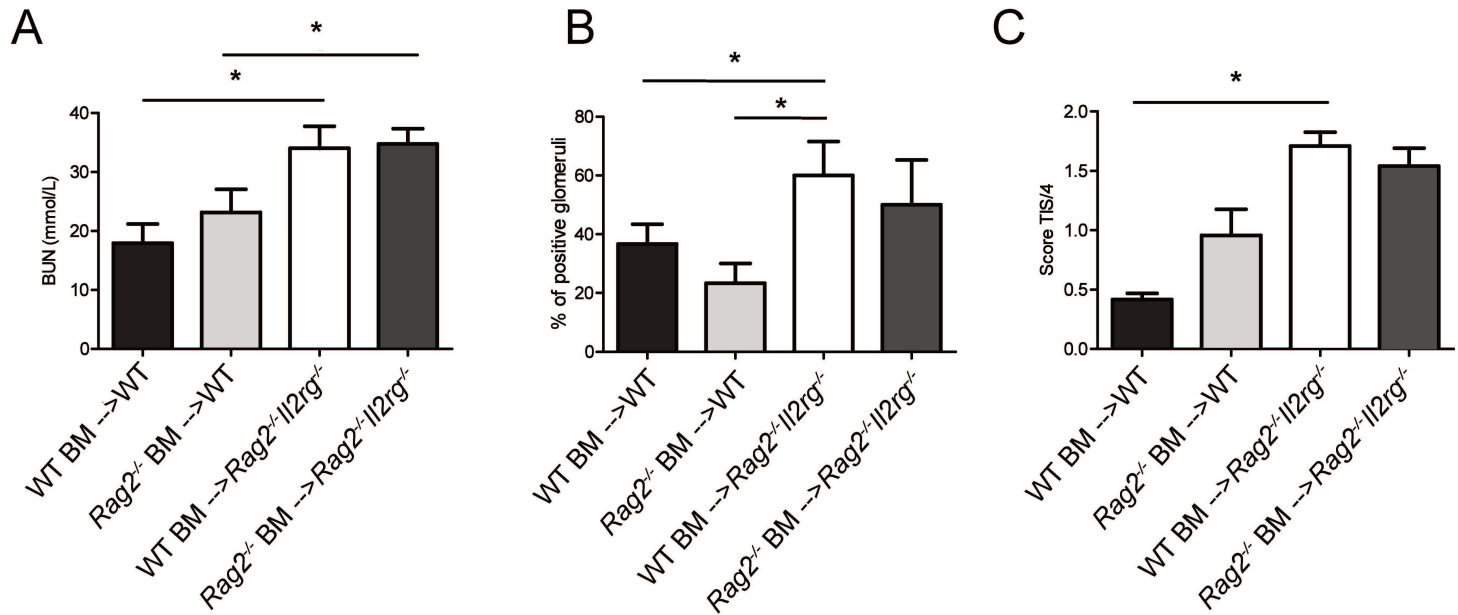 A
*
*
BUN (mmol/L)
40
30
20
10
0
WT BM -->WT
Rag2-/- BM -->WT
WT BM -->Rag2-/-Il2rg-/-
Rag2-/- BM -->Rag2-/-Il2rg-/-
B
*
*
% of positive glomeruli
80
60
40
20
0
WT BM -->WT
Rag2-/- BM -->WT
WT BM -->Rag2-/-Il2rg-/-
Rag2-/- BM -->Rag2-/-Il2rg-/-
C
*
Score TIS/4
2.0
1.5
1.0
0.5
0.0
WT BM -->WT
Rag2-/- BM -->WT
WT BM -->Rag2-/-Il2rg-/-
Rag2-/- BM -->Rag2-/-Il2rg-/-